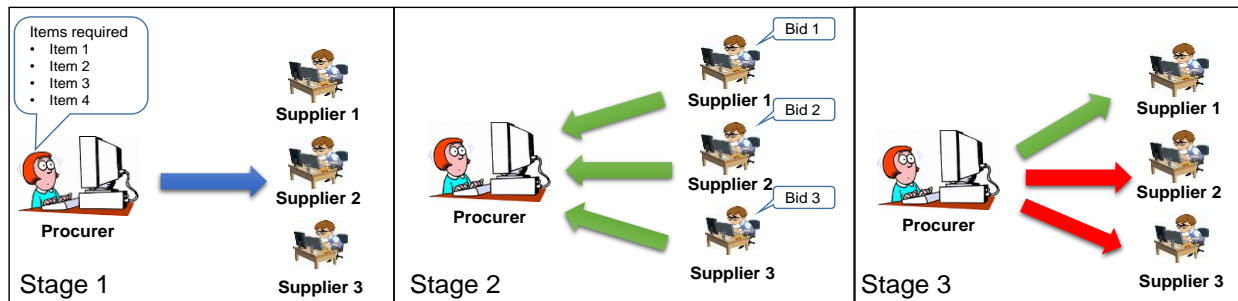 Items required
• Item 1
• Item 2
• Item 3
• Item 4
Supplier 1
Supplier 2
Supplier 3
Procurer
Stage 1
Bid 1
Supplier 1
Bid 2
Supplier 2
Bid 3
Supplier 3
Procurer
Stage 2
Supplier 1
Supplier 2
Supplier 3
Procurer
Stage 3